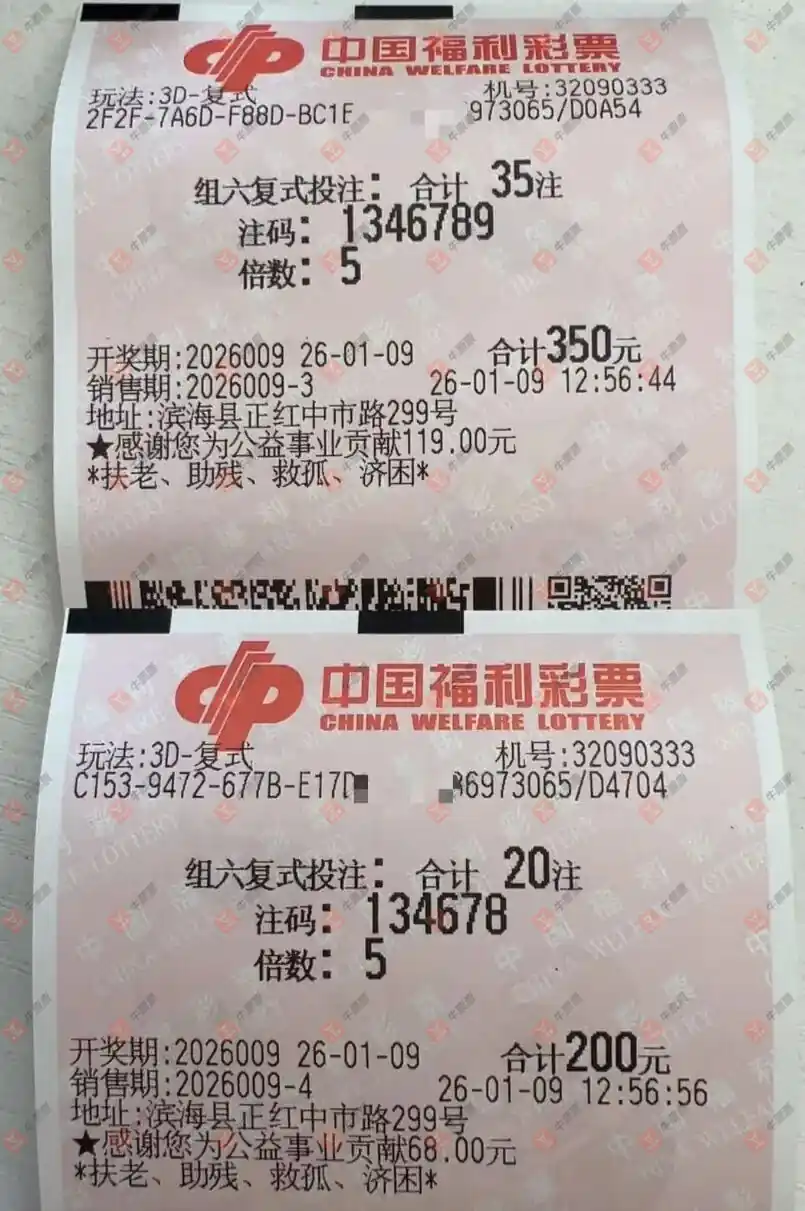 中国福利彩票
CHINA WELFARE LOTTERY
玩法:3D-复式 机号:32090333
2F2F-7A6D-F88D-BC1E 973065/D0A54
组六复式投注: 合计 35注
注码: 1346789
倍数: 5
开奖期:2026009 26-01-09 合计350元
销售期:2026009-3 26-01-09 12:56:44
地址:滨海县正红中市路299号
★感谢您为公益事业贡献119.00元
*扶老、助残、救孤、济困*
中国福利彩票
CHINA WELFARE LOTTERY
玩法:3D-复式 机号:32090333
C153-9472-677B-E17D 6973065/D4704
组六复式投注: 合计 20注
注码: 134678
倍数: 5
开奖期:2026009 26-01-09 合计200元
销售期:2026009-4 26-01-09 12:56:56
地址:滨海县正红中市路299号
★感谢您为公益事业贡献68.00元
*扶老、助残、救孤、济困*